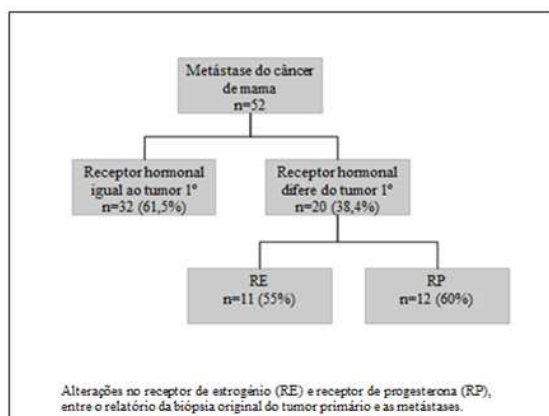 Metástase do câncer
de mama
n=52
Receptor hormonal
igual ao tumor 1º
n=32 (61,5%)
Receptor hormonal
difere do tumor 1º
n=20 (38,4%)
RE
n=11 (55%)
RP
n=12 (60%)
Alterações no receptor de estrogénio (RE) e receptor de progesterona (RP),
entre o relatório da biópsia original do tumor primário e as metástases.